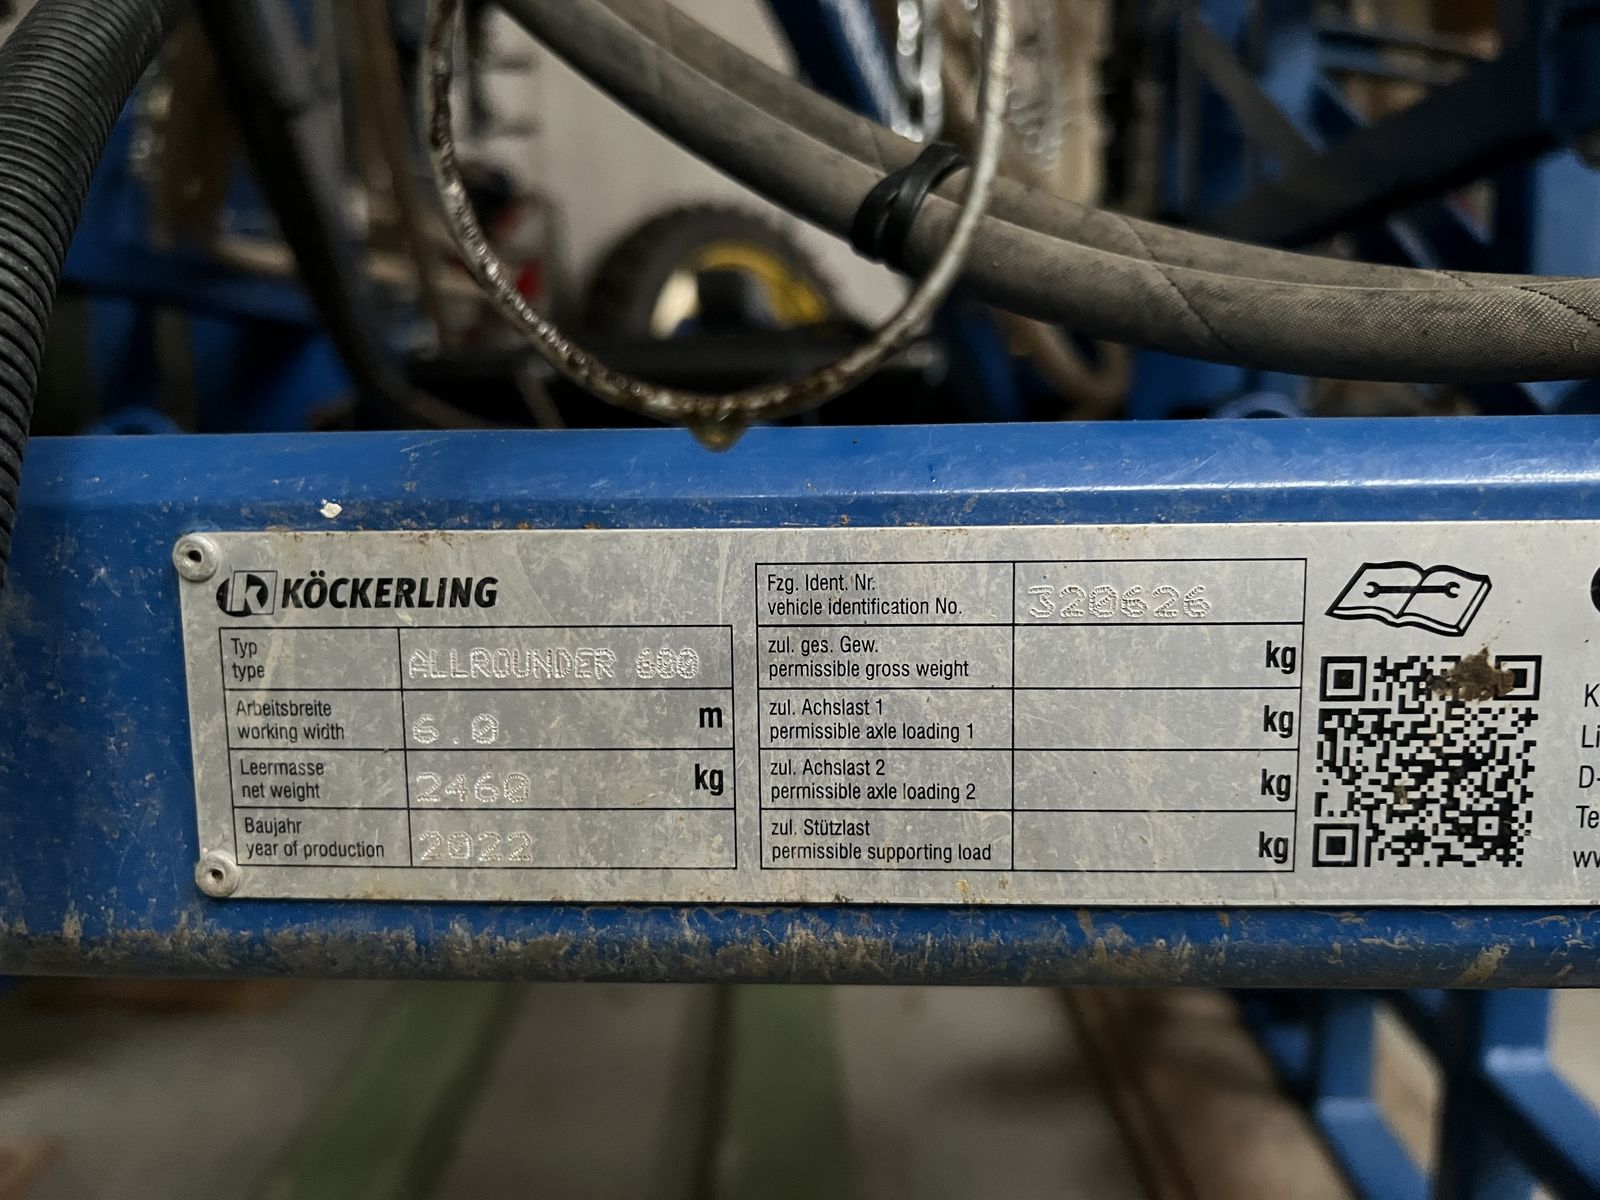 KÖCKERLING
Typ
type
ALLROUNDER 600
Arbeitsbreite
working width
6.0 m
Leermasse
net weight
2460 kg
Baujahr
year of production
2022
Fzg. Ident. Nr.
vehicle identification No.
320626
zul. ges. Gew.
permissible gross weight
kg
zul. Achslast 1
permissible axle loading 1
kg
zul. Achslast 2
permissible axle loading 2
kg
zul. Stützlast
permissible supporting load
kg